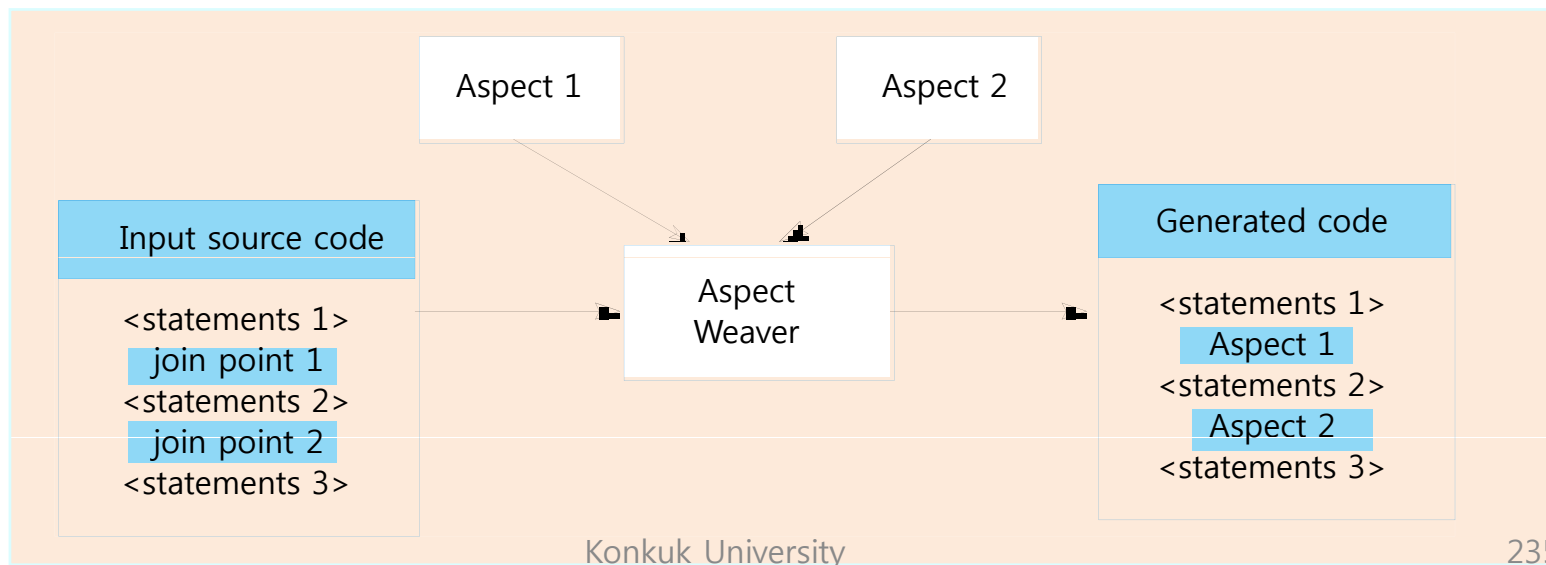 Aspect 1
Aspect 2
Input source code
<statements 1>
join point 1
<statements 2>
join point 2
<statements 3>
Aspect
Weaver
Generated code
<statements 1>
Aspect 1
<statements 2>
Aspect 2
<statements 3>
Konkuk University
235